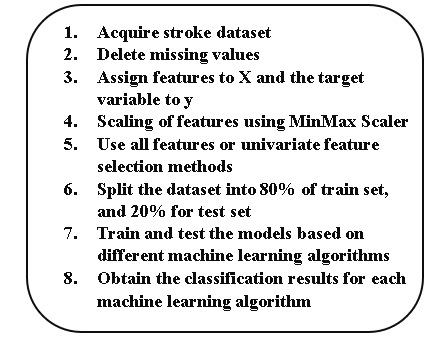 1. Acquire stroke dataset
2. Delete missing values
3. Assign features to X and the target
variable to y
4. Scaling of features using MinMax Scaler
5. Use all features or univariate feature
selection methods
6. Split the dataset into 80% of train set,
and 20% for test set
7. Train and test the models based on
different machine learning algorithms
8. Obtain the classification results for each
machine learning algorithm